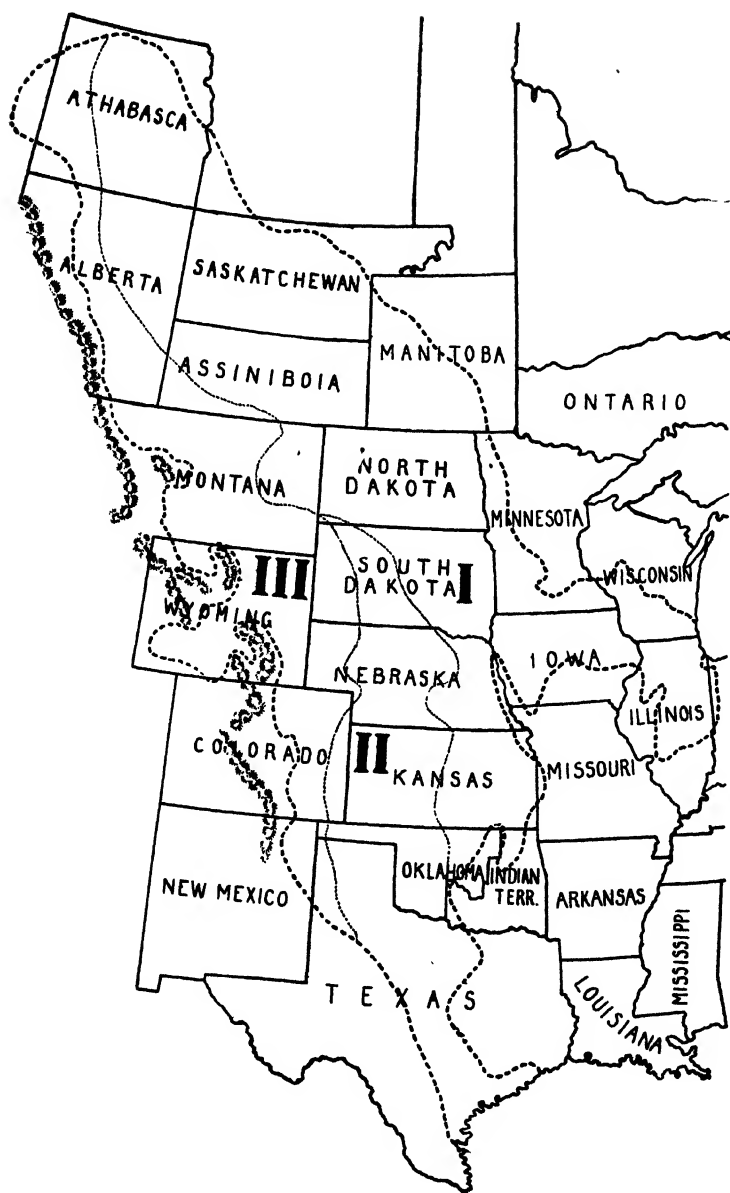 ATHABASCA
ALBERTA
SASKATCHEWAN
ASSINIBOIA
MANITOBA
ONTARIO
MONTANA
NORTH
DAKOTA
MINNESOTA
WISCONSIN
III
WYOMING
SOUTH
DAKOTA
I
NEBRASKA
IOWA
ILLINOIS
COLORADO
II
KANSAS
MISSOURI
NEW MEXICO
OKLAHOMA
INDIAN
TERR.
ARKANSAS
MISSISSIPPI
TEXAS
LOUISIANA